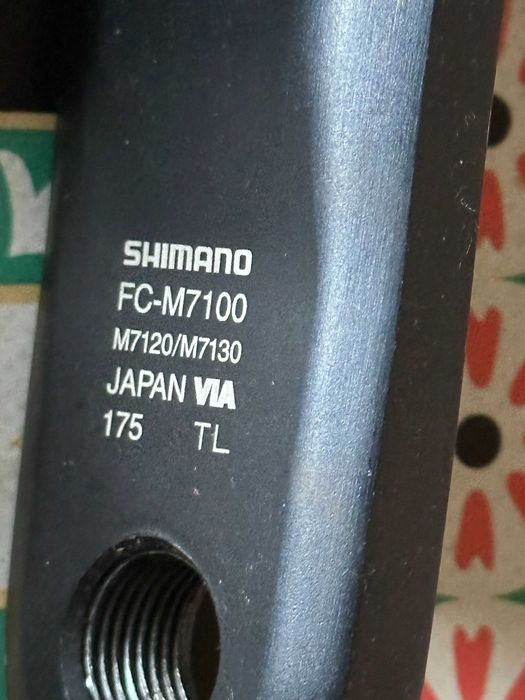 SHIMANO
FC-M7100
M7120/M7130
JAPAN VIA
175 TL